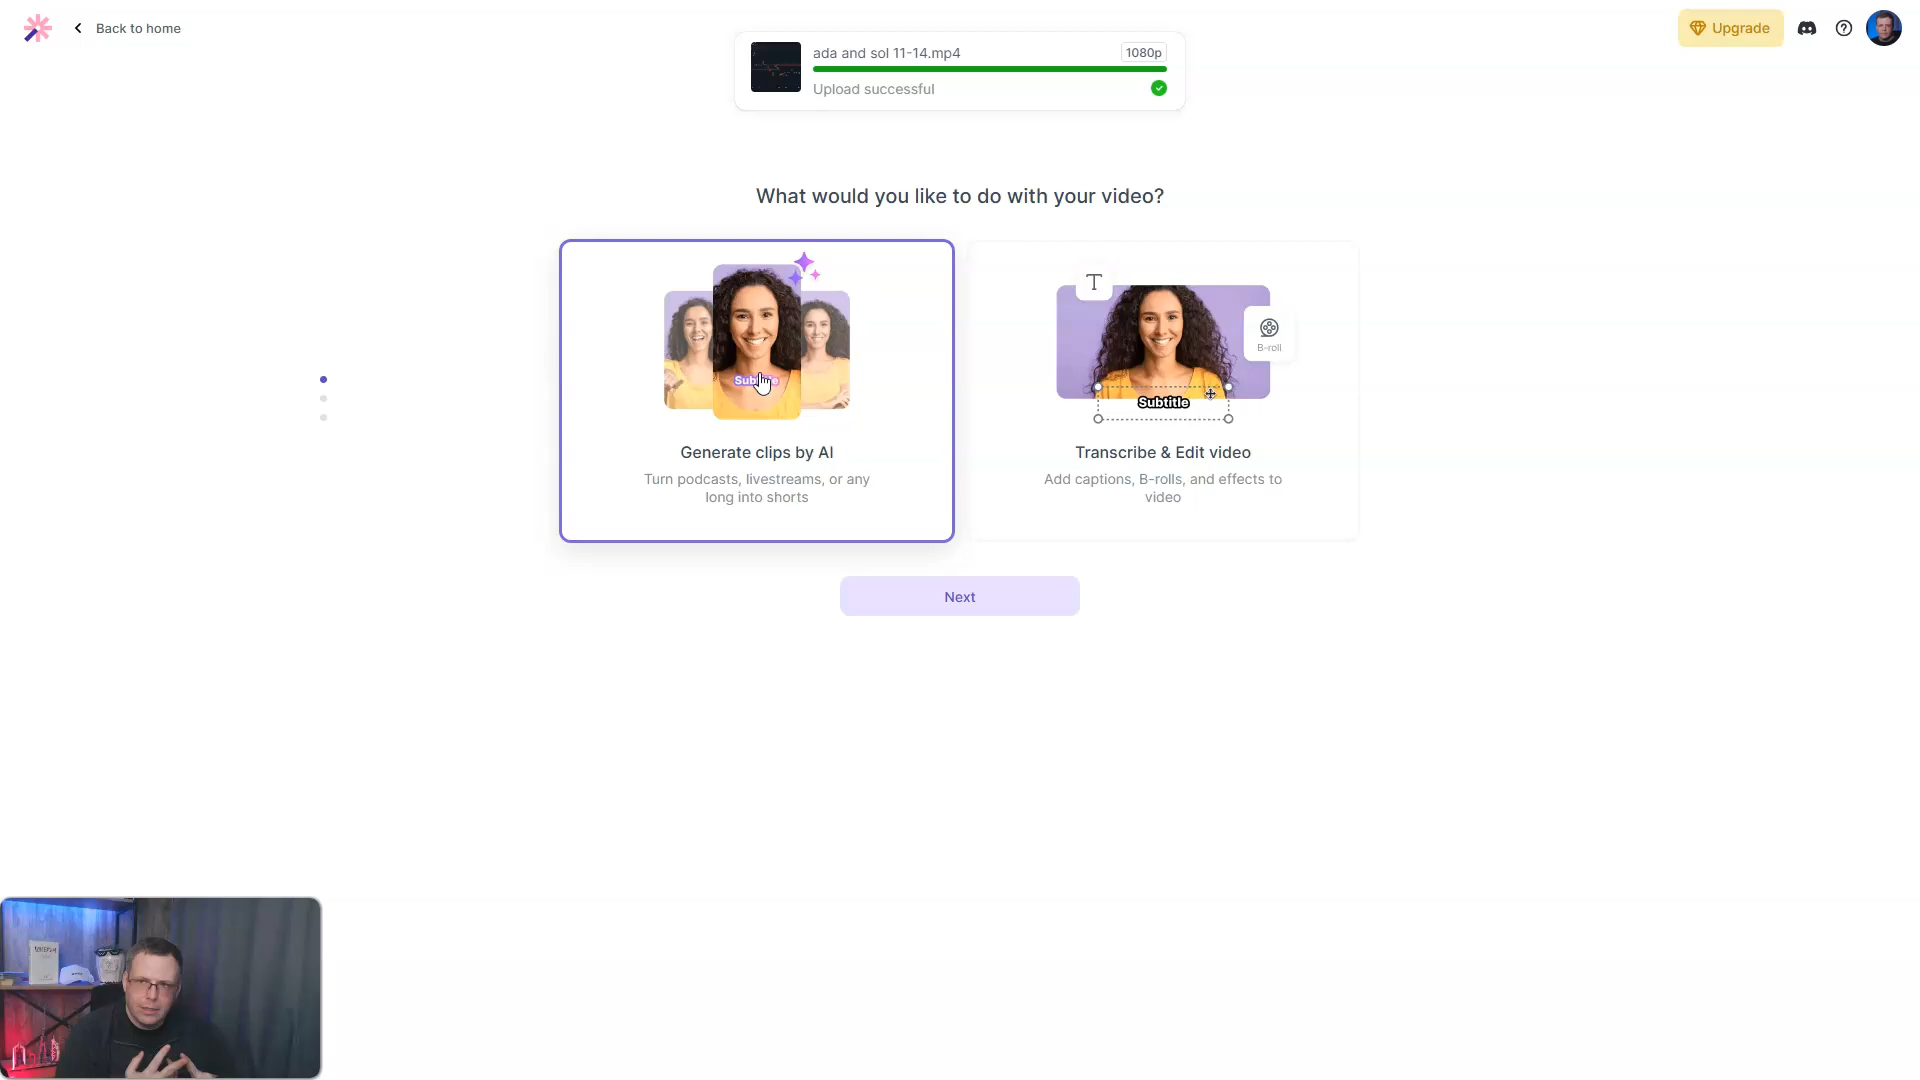 Back to home
Upgrade
ada and sol 11-14.mp4
1080p
Upload successful
What would you like to do with your video?
T
B-roll
Subtitle
Generate clips by AI
Turn podcasts, livestreams, or any
long into shorts
Transcribe & Edit video
Add captions, B-rolls, and effects to
video
Next